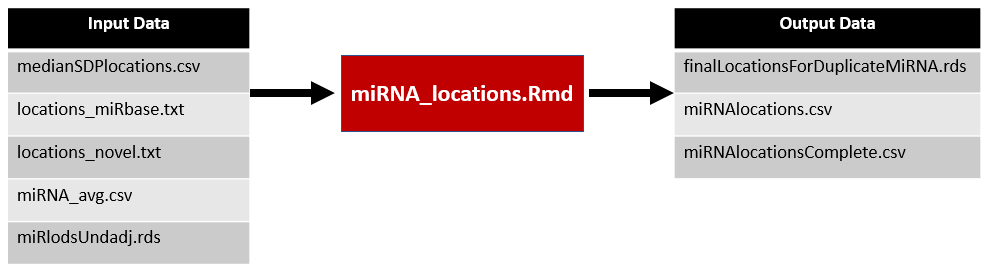 Input Data
medianSDPlocations.csv
locations_miRbase.txt
locations_novel.txt
miRNA_avg.csv
miRlodsUndadj.rds
miRNA_locations.Rmd
Output Data
finalLocationsForDuplicateMiRNA.rds
miRNAlocations.csv
miRNAlocationsComplete.csv